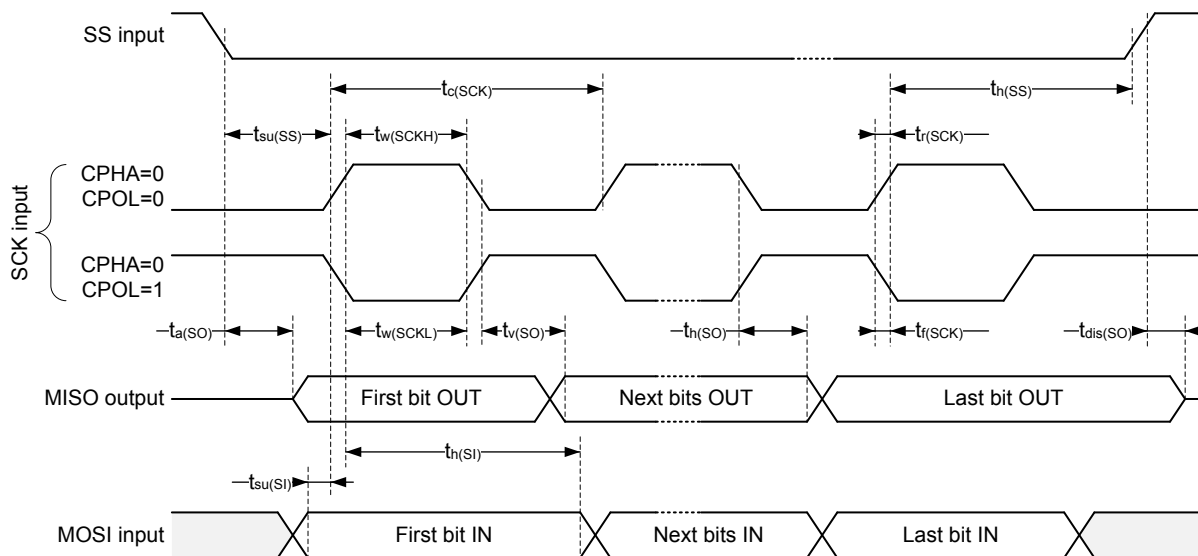 SS input
tc(SCK)
th(SS)
tsu(SS)
tw(SCKH)
tr(SCK)
SCK input
CPHA=0
CPOL=0
CPHA=0
CPOL=1
ta(SO)
tw(SCKL)
tv(SO)
th(SO)
tf(SCK)
tdis(SO)
MISO output
First bit OUT
Next bits OUT
Last bit OUT
th(SI)
tsu(SI)
MOSI input
First bit IN
Next bits IN
Last bit IN